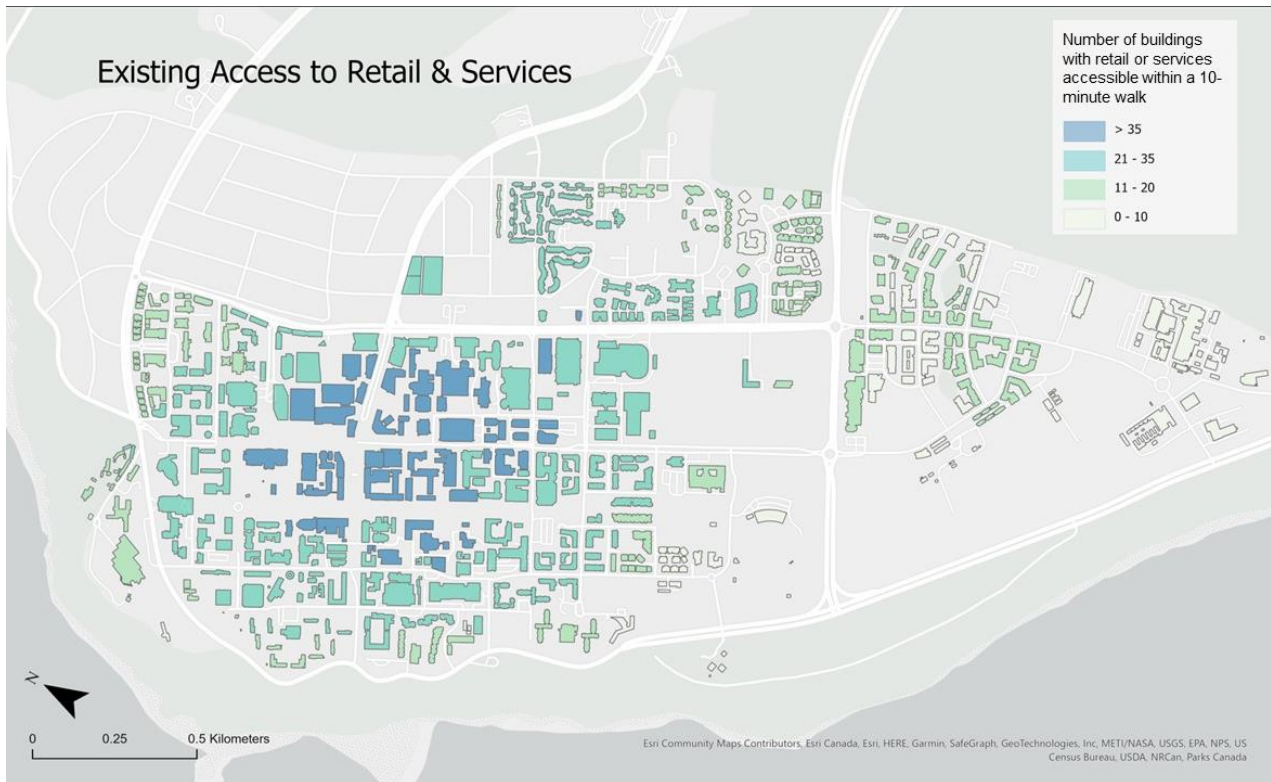 Existing Access to Retail & Services
Number of buildings
with retail or services
accessible within a 10-
minute walk
> 35
21 - 35
11 - 20
0 - 10
N
0 0.25 0.5 Kilometers
Esri Community Maps Contributors, Esri Canada, Esri, HERE, Garmin, SafeGraph, GeoTechnologies, Inc, METI/NASA, USGS, EPA, NPS, US
Census Bureau, USDA, NRCan, Parks Canada